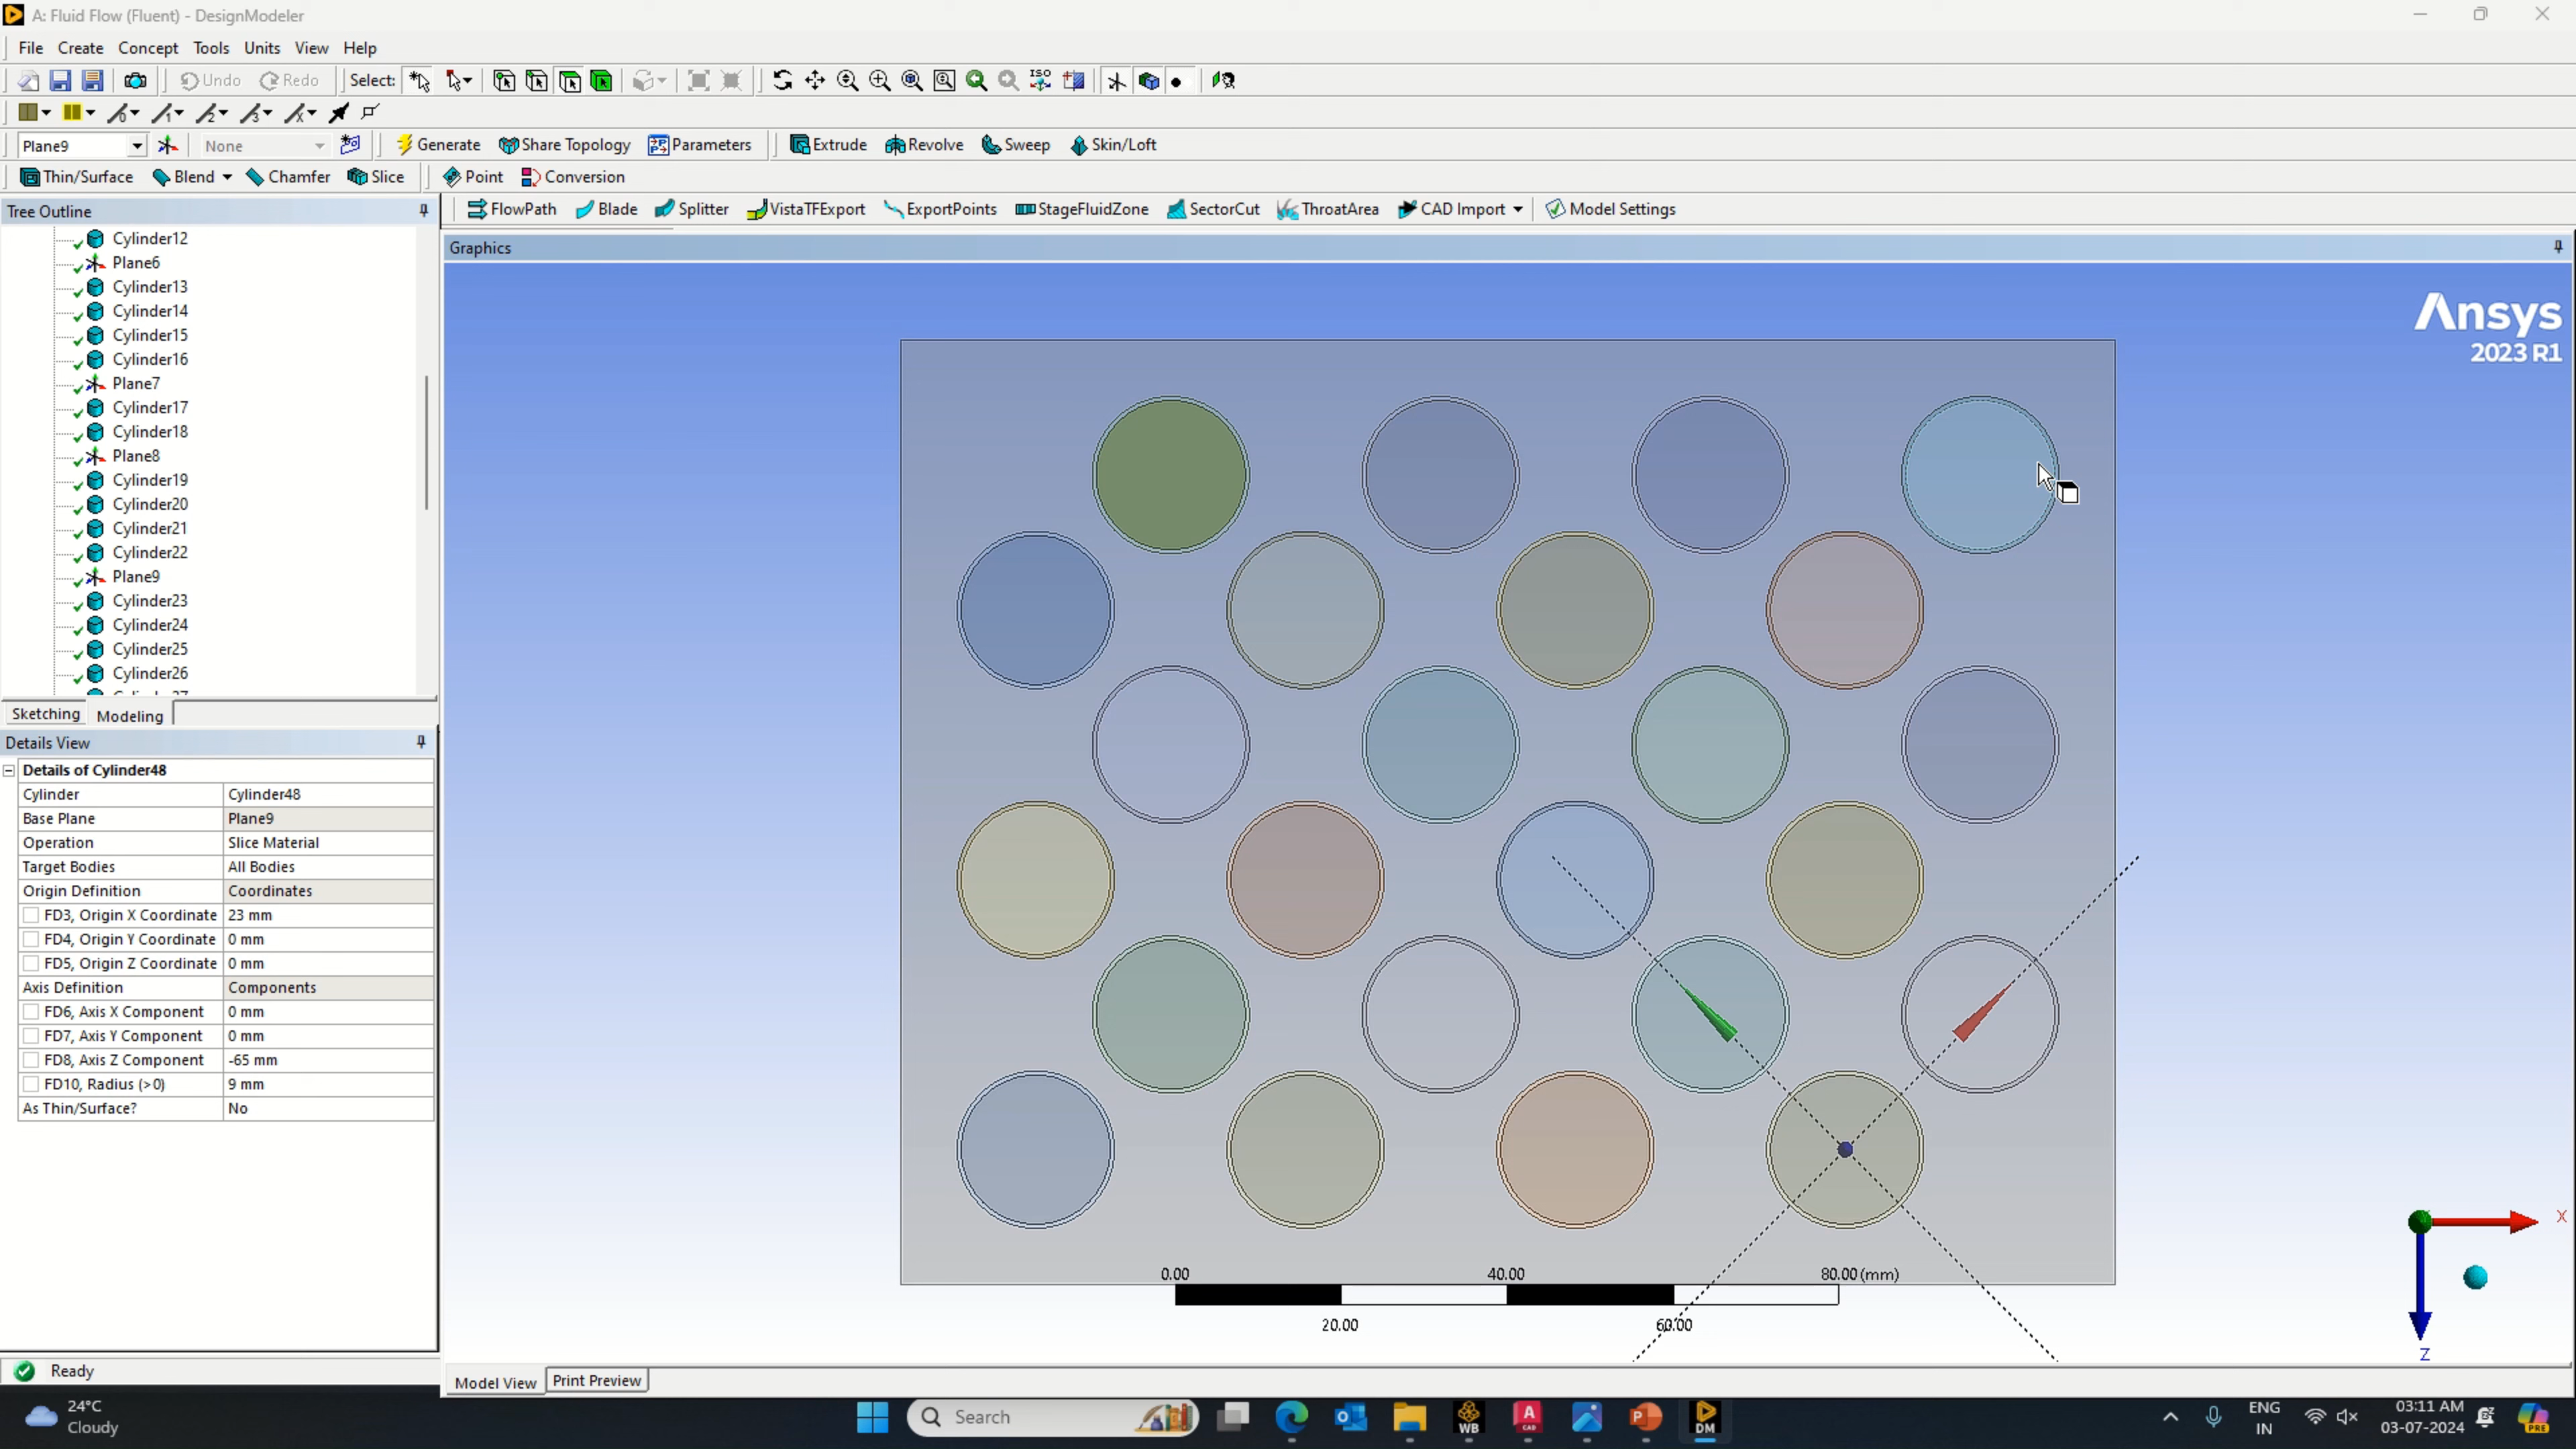 A: Fluid Flow (Fluent) - DesignModeler
File Create Concept Tools Units View Help
Undo Redo Select: ISO
Plane9 None Generate Share Topology Parameters Extrude Revolve Sweep Skin/Loft
Thin/Surface Blend Chamfer Slice Point Conversion
FlowPath Blade Splitter VistaTFExport ExportPoints StageFluidZone SectorCut ThroatArea CAD Import Model Settings
Tree Outline
Graphics
Cylinder12
Plane6
Cylinder13
Cylinder14
Cylinder15
Cylinder16
Plane7
Cylinder17
Cylinder18
Plane8
Cylinder19
Cylinder20
Cylinder21
Cylinder22
Plane9
Cylinder23
Cylinder24
Cylinder25
Cylinder26
Sketching Modeling
Details View
Details of Cylinder48
Cylinder Cylinder48
Base Plane Plane9
Operation Slice Material
Target Bodies All Bodies
Origin Definition Coordinates
FD3, Origin X Coordinate 23 mm
FD4, Origin Y Coordinate 0 mm
FD5, Origin Z Coordinate 0 mm
Axis Definition Components
FD6, Axis X Component 0 mm
FD7, Axis Y Component 0 mm
FD8, Axis Z Component -65 mm
FD10, Radius (>0) 9 mm
As Thin/Surface? No
Ansys
2023 R1
0.00 40.00 80.00 (mm)
20.00 60.00
X
Z
Ready
Model View Print Preview
24°C
Cloudy
Search
WB
A
CAD
P
DM
ENG
IN
03:11 AM
03-07-2024
PRE